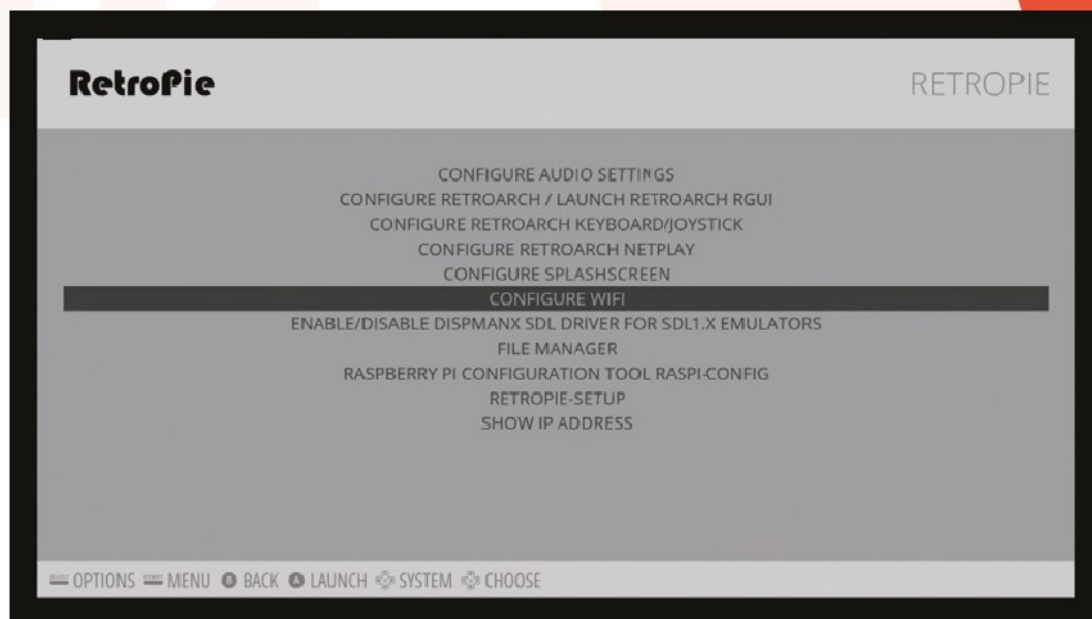 RetroPie
RETROPIE
CONFIGURE AUDIO SETTINGS
CONFIGURE RETROARCH / LAUNCH RETROARCH RGUI
CONFIGURE RETROARCH KEYBOARD/JOYSTICK
CONFIGURE RETROARCH NETPLAY
CONFIGURE SPLASHSCREEN
CONFIGURE WIFI
ENABLE/DISABLE DISPMANX SDL DRIVER FOR SDL1.X EMULATORS
FILE MANAGER
RASPBERRY PI CONFIGURATION TOOL RASPI-CONFIG
RETROPIE-SETUP
SHOW IP ADDRESS
SELECT OPTIONS START MENU B BACK A LAUNCH SYSTEM CHOOSE